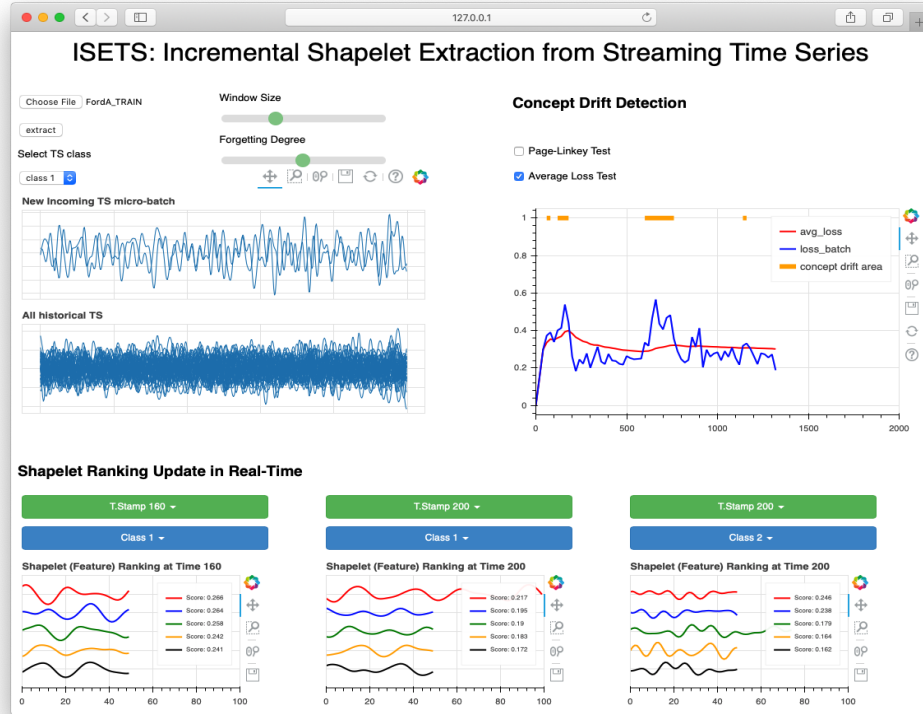 127.0.0.1
ISETS: Incremental Shapelet Extraction from Streaming Time Series
Choose File FordA_TRAIN
Window Size
Concept Drift Detection
extract
Forgetting Degree
Select TS class
Page-Linkey Test
class 1
Average Loss Test
New Incoming TS micro-batch
avg_loss
loss_batch
concept drift area
1
0.8
0.6
0.4
0.2
0
0 500 1000 1500 2000
All historical TS
Shapelet Ranking Update in Real-Time
T.Stamp 160 T.Stamp 200 T.Stamp 200
Class 1 Class 1 Class 2
Shapelet (Feature) Ranking at Time 160
Score: 0.266
Score: 0.264
Score: 0.258
Score: 0.242
Score: 0.241
0 20 40 60 80 100
Shapelet (Feature) Ranking at Time 200
Score: 0.217
Score: 0.195
Score: 0.19
Score: 0.183
Score: 0.172
0 20 40 60 80 100
Shapelet (Feature) Ranking at Time 200
Score: 0.246
Score: 0.238
Score: 0.179
Score: 0.164
Score: 0.162
0 20 40 60 80 100